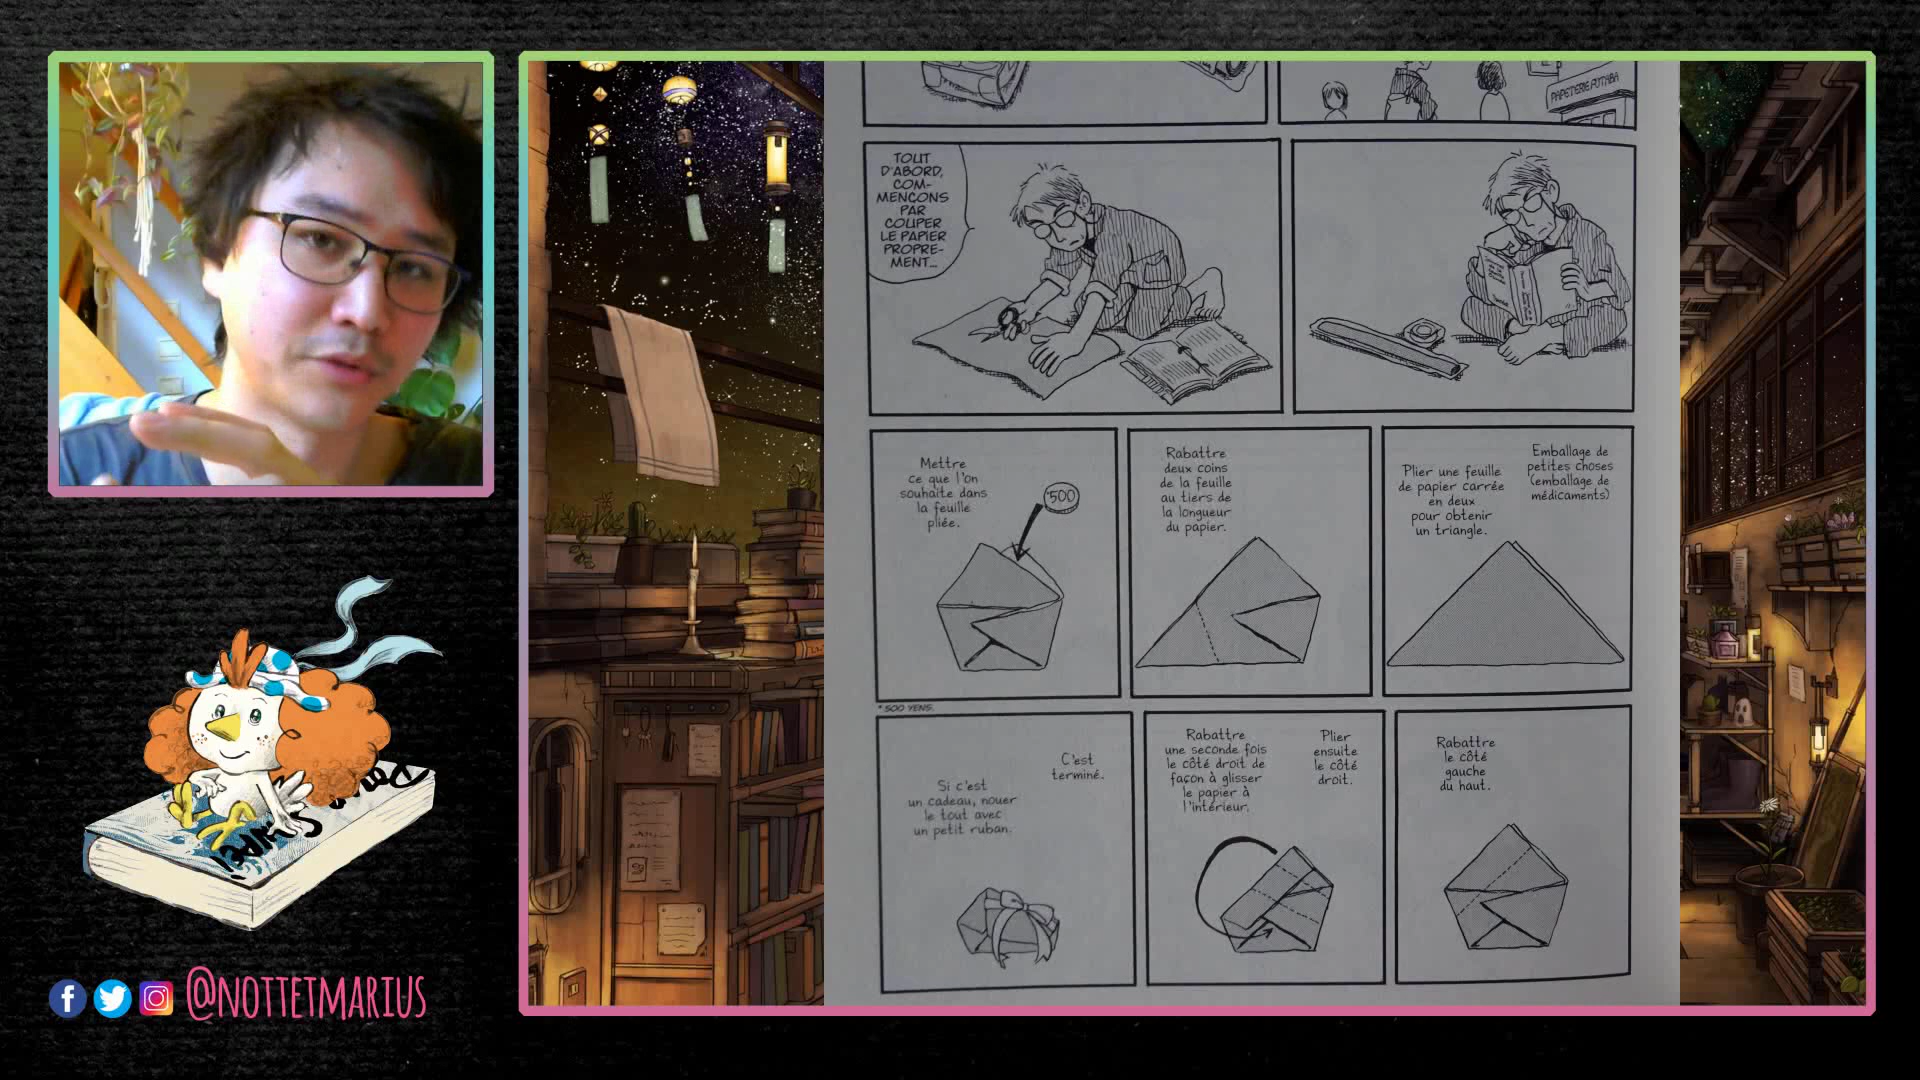 PAPETERIE FUTABA
TOUT
D'ABORD,
COM-
MENÇONS
PAR
COUPER
LE PAPIER
PROPRE-
MENT...
Emballage de
petites choses
(emballage de
médicaments)
Plier une feuille
de papier carrée
en deux
pour obtenir
un triangle.
Rabattre
deux coins
de la feuille
au tiers de
la longueur
du papier.
Mettre
ce que l'on
souhaite dans
la feuille
pliée.
*500
* 500 YENS.
Rabattre
le côté
gauche
du haut.
Plier
ensuite
le côté
droit.
Rabattre
une seconde fois
le côté droit de
façon à glisser
le papier à
l'intérieur.
C'est
terminé.
Si c'est
un cadeau, nouer
le tout avec
un petit ruban.
@NOTTETMARIUS